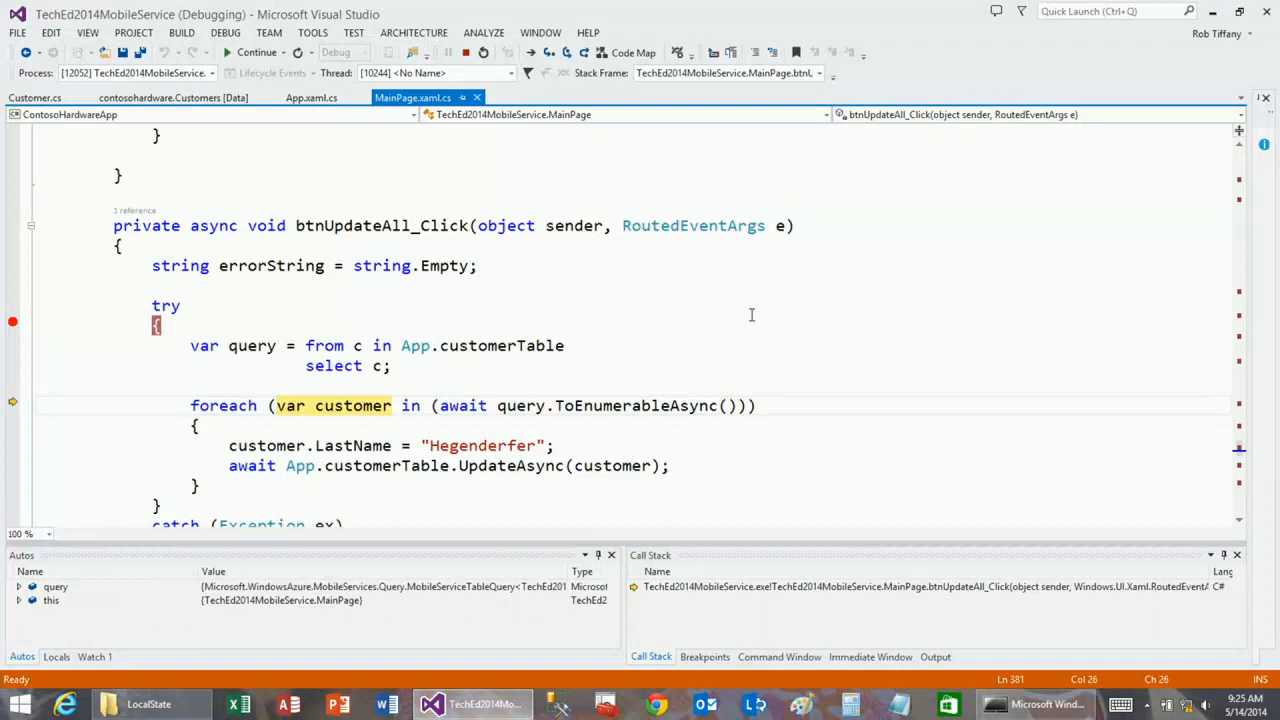 TechEd2014MobileService (Debugging) - Microsoft Visual Studio
Quick Launch (Ctrl+Q)
FILE EDIT VIEW PROJECT BUILD DEBUG TEAM TOOLS TEST ARCHITECTURE ANALYZE WINDOW HELP
Rob Tiffany
Continue Debug Code Map
Process: [12052] TechEd2014MobileService. Lifecycle Events Thread: [10244] <No Name> Stack Frame: TechEd2014MobileService.MainPage.btnU
Customer.cs contosohardware.Customers [Data] App.xaml.cs MainPage.xaml.cs
ContosoHardwareApp TechEd2014MobileService.MainPage btnUpdateAll_Click(object sender, RoutedEventArgs e)
}
}
1 reference
private async void btnUpdateAll_Click(object sender, RoutedEventArgs e)
{
string errorString = string.Empty;
try
{
var query = from c in App.customerTable
select c;
foreach (var customer in (await query.ToEnumerableAsync()))
{
customer.LastName = "Hegenderfer";
await App.customerTable.UpdateAsync(customer);
}
}
catch (Exception ex)
100 %
Autos
Name Value Type
query {Microsoft.WindowsAzure.MobileServices.Query.MobileServiceTableQuery<TechEd201 Microsof
this {TechEd2014MobileService.MainPage} TechEd2
Autos Locals Watch 1
Call Stack
Name Lang
TechEd2014MobileService.exe!TechEd2014MobileService.MainPage.btnUpdateAll_Click(object sender, Windows.UI.Xaml.RoutedEventA C#
Call Stack Breakpoints Command Window Immediate Window Output
Ready Ln 381 Col 26 Ch 26 INS
LocalState TechEd2014Mo... Microsoft Wind...
9:25 AM
5/14/2014